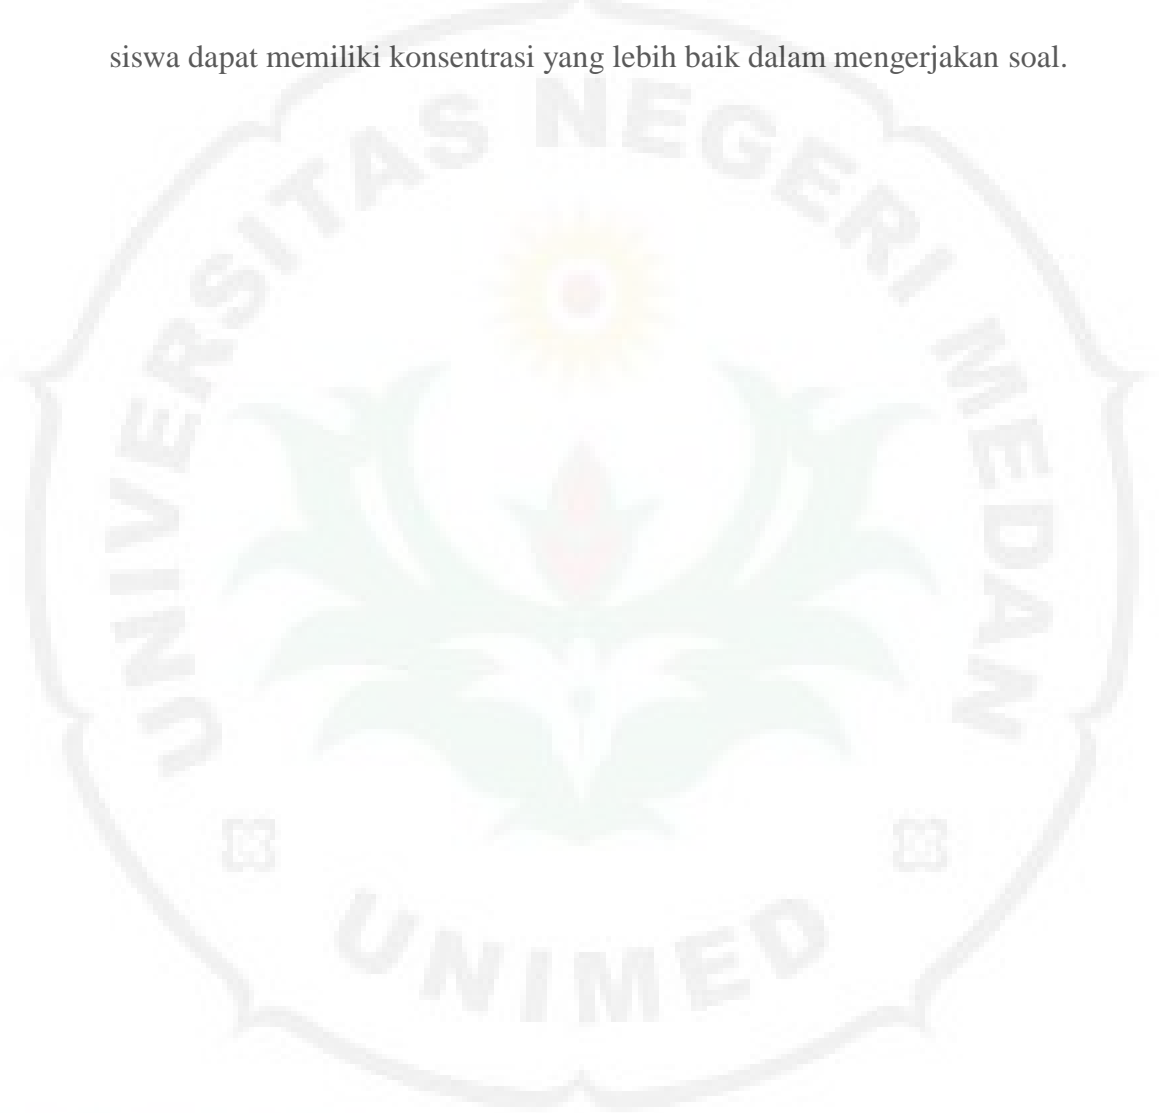 siswa dapat memiliki konsentrasi yang lebih baik dalam mengerjakan soal.
UNIVERSITAS NEGERI MEDAN
UNIMED